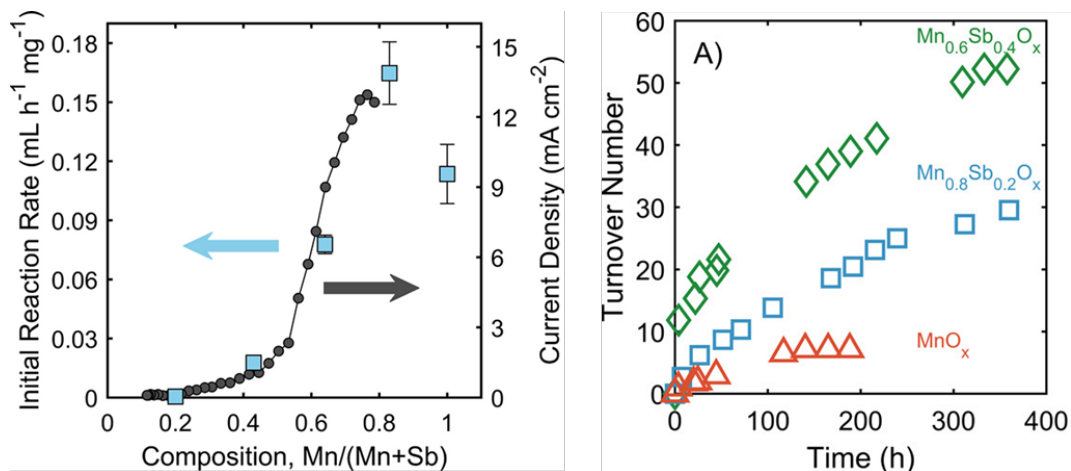 Initial Reaction Rate (mL h⁻¹ mg⁻¹)
0.18
0.15
0.12
0.09
0.06
0.03
0
0 0.2 0.4 0.6 0.8 1
Composition, Mn/(Mn+Sb)
15
12
9
6
3
0
Current Density (mA cm⁻²)
A)
Turnover Number
60
50
40
30
20
10
0
0 100 200 300 400
Time (h)
Mn₀.₆Sb₀.₄Oₓ
Mn₀.₈Sb₀.₂Oₓ
MnOₓ